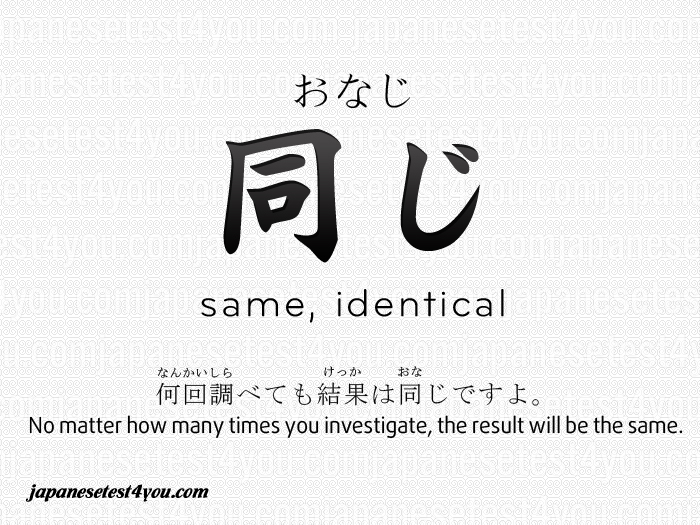 おなじ
同じ
same, identical
なんかいしら けっか おな
何回調べても結果は同じですよ。
No matter how many times you investigate, the result will be the same.
japanesetest4you.com